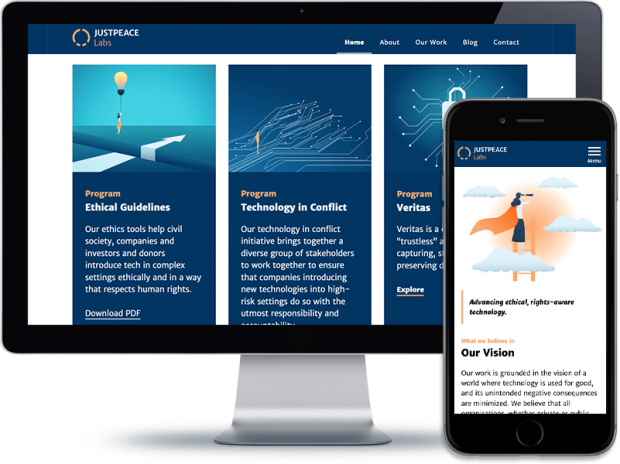 JUSTPEACE
Labs
Home About Our Work Blog Contact
Program
Ethical Guidelines
Our ethics tools help civil
society, companies and
investors and donors
introduce tech in complex
settings ethically and in a way
that respects human rights.
Download PDF
Program
Technology in Conflict
Our technology in conflict
initiative brings together a
diverse group of stakeholders
to work together to ensure
that companies introducing
new technologies into high-
risk settings do so with the
utmost responsibility and
accountability.
Program
Veritas
Veritas is a
"trustless"
capturing,
preserving
Explore
JUSTPEACE
Labs
Menu
Advancing ethical, rights-aware
technology.
What we believe in
Our Vision
Our work is grounded in the vision of a
world where technology is used for good,
and its unintended negative consequences
are minimized. We believe that all
organisations, whether private or public